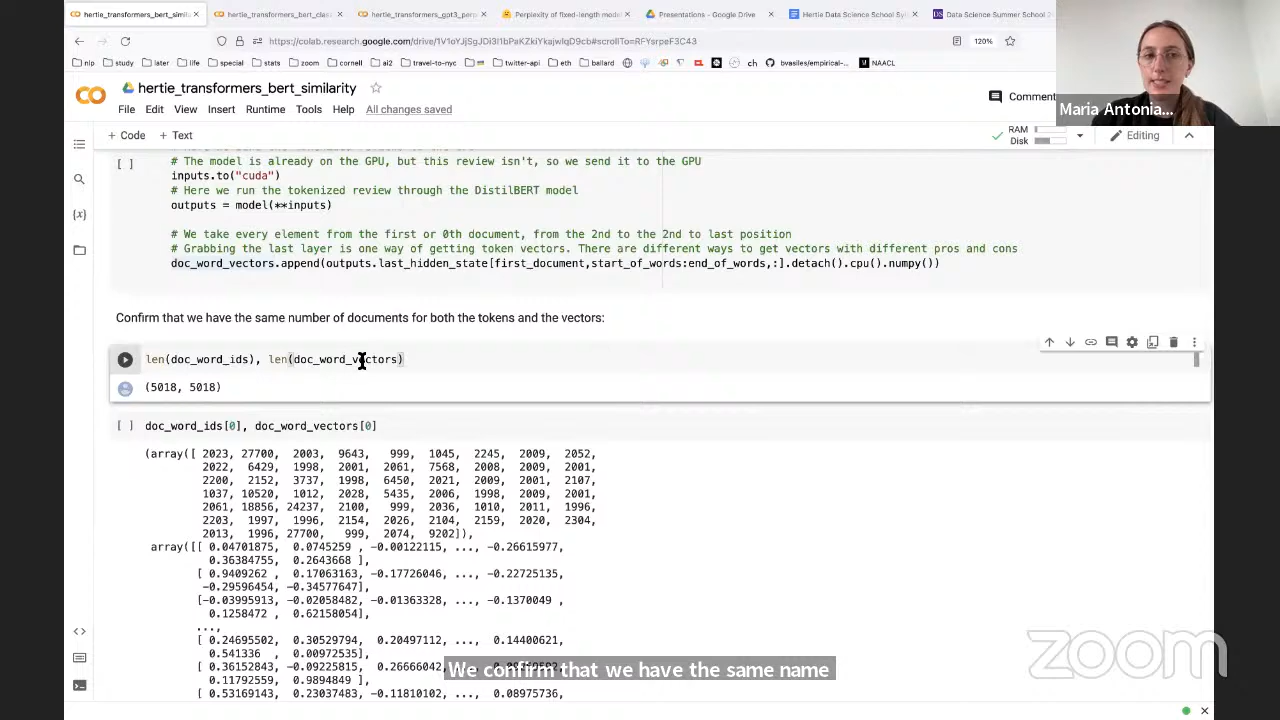 hertie_transformers_bert_simila
hertie_transformers_bert_clas
hertie_transformers_gpt3_perp
Perplexity of fixed-length model
Presentations - Google Drive
Hertie Data Science School Syl
Data Science Summer School 2
120%
nlp
study
later
life
special
stats
zoom
cornell
ai2
travel-to-nyc
twitter-api
eth
ballard
ch
bvasiles/empirical-...
NAACL
CO
hertie_transformers_bert_similarity
File Edit View Insert Runtime Tools Help All changes saved
Comment
Maria Antonia...
+ Code + Text
RAM
Disk
Editing
[ ] # The model is already on the GPU, but this review isn't, so we send it to the GPU
inputs.to("cuda")
# Here we run the tokenized review through the DistilBERT model
outputs = model(**inputs)
# We take every element from the first or 0th document, from the 2nd to the 2nd to last position
# Grabbing the last layer is one way of getting token vectors. There are different ways to get vectors with different pros and cons
doc_word_vectors.append(outputs.last_hidden_state[first_document,start_of_words:end_of_words,:].detach().cpu().numpy())
Confirm that we have the same number of documents for both the tokens and the vectors:
len(doc_word_ids), len(doc_word_vectors)
(5018, 5018)
[ ] doc_word_ids[0], doc_word_vectors[0]
(array([ 2023, 27700, 2003, 9643, 999, 1045, 2245, 2009, 2052,
2022, 6429, 1998, 2001, 2061, 7568, 2008, 2009, 2001,
2200, 2152, 3737, 1998, 6450, 2021, 2009, 2001, 2107,
1037, 10520, 1012, 2028, 5435, 2006, 1998, 2009, 2001,
2061, 18856, 24237, 2100, 999, 2036, 1010, 2011, 1996,
2203, 1997, 1996, 2154, 2026, 2104, 2159, 2020, 2304,
2013, 1996, 27700, 999, 2074, 9202]),
array([[ 0.04701875, 0.0745259 , -0.00122115, ..., -0.26615977,
0.36384755, 0.2643668 ],
[ 0.9409262 , 0.17063163, -0.17726046, ..., -0.22725135,
-0.29596454, -0.34577647],
[-0.03995913, -0.02058482, -0.01363328, ..., -0.1370049 ,
0.1258472 , 0.62158054],
...,
[ 0.24695502, 0.30529794, 0.20497112, ..., 0.14400621,
0.541336 , 0.00972535],
[ 0.36152843, -0.09225815, 0.26666042,
0.11792559, 0.9894849 ],
[ 0.53169143, 0.23037483, -0.11810102, ..., 0.08975736,
We confirm that we have the same name
zoom